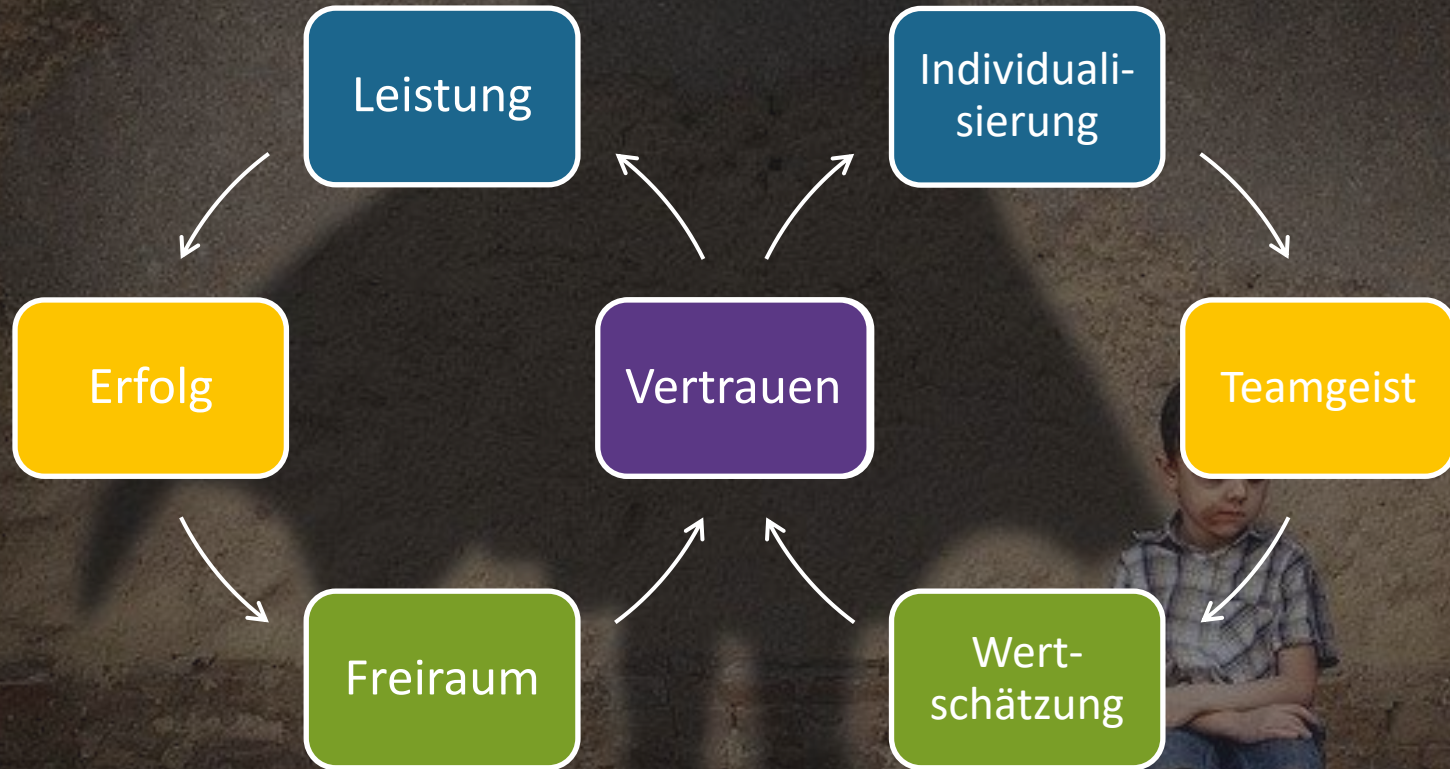 Leistung
Individuali-
sierung
Erfolg
Vertrauen
Teamgeist
Freiraum
Wert-
schätzung